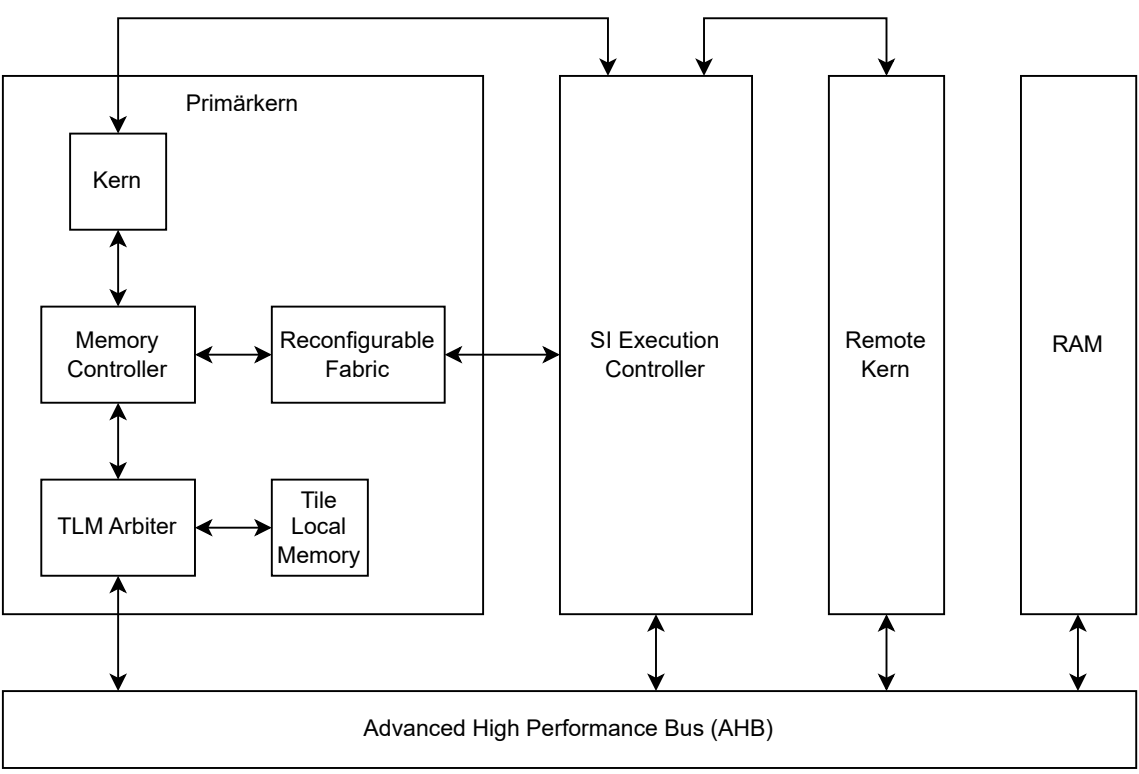 Primärkern
Kern
Memory
Controller
Reconfigurable
Fabric
SI Execution
Controller
Remote
Kern
RAM
TLM Arbiter
Tile
Local
Memory
Advanced High Performance Bus (AHB)